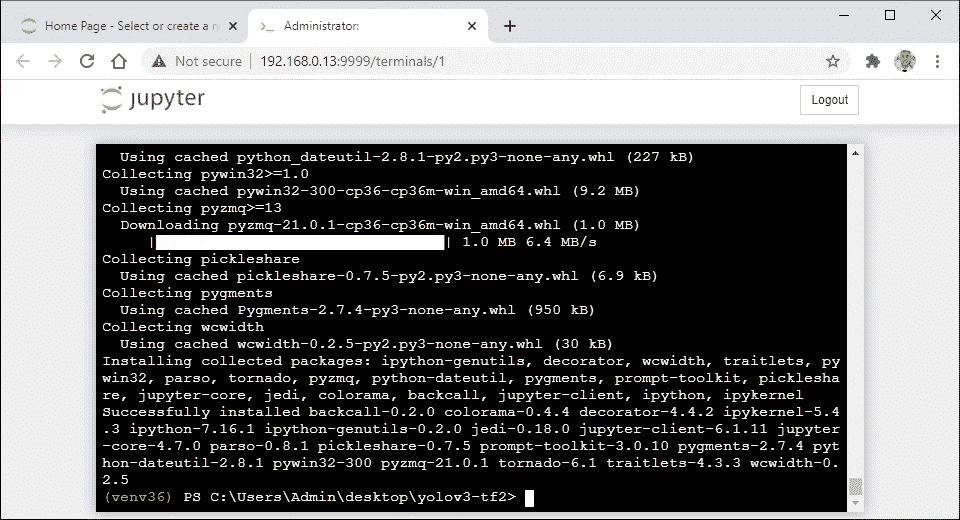 Home Page - Select or create a n
Administrator:
Not secure
192.168.0.13:9999/terminals/1
jupyter
Logout
Using cached python_dateutil-2.8.1-py2.py3-none-any.whl (227 kB)
Collecting pywin32>=1.0
Using cached pywin32-300-cp36-cp36m-win_amd64.whl (9.2 MB)
Collecting pyzmq>=13
Downloading pyzmq-21.0.1-cp36-cp36m-win_amd64.whl (1.0 MB)
| | 1.0 MB 6.4 MB/s
Collecting pickleshare
Using cached pickleshare-0.7.5-py2.py3-none-any.whl (6.9 kB)
Collecting pygments
Using cached Pygments-2.7.4-py3-none-any.whl (950 kB)
Collecting wcwidth
Using cached wcwidth-0.2.5-py2.py3-none-any.whl (30 kB)
Installing collected packages: ipython-genutils, decorator, wcwidth, traitlets, py
win32, parso, tornado, pyzmq, python-dateutil, pygments, prompt-toolkit, picklesha
re, jupyter-core, jedi, colorama, backcall, jupyter-client, ipython, ipykernel
Successfully installed backcall-0.2.0 colorama-0.4.4 decorator-4.4.2 ipykernel-5.4
.3 ipython-7.16.1 ipython-genutils-0.2.0 jedi-0.18.0 jupyter-client-6.1.11 jupyter
-core-4.7.0 parso-0.8.1 pickleshare-0.7.5 prompt-toolkit-3.0.10 pygments-2.7.4 pyt
hon-dateutil-2.8.1 pywin32-300 pyzmq-21.0.1 tornado-6.1 traitlets-4.3.3 wcwidth-0.
2.5
(venv36) PS C:\Users\Admin\desktop\yolov3-tf2>